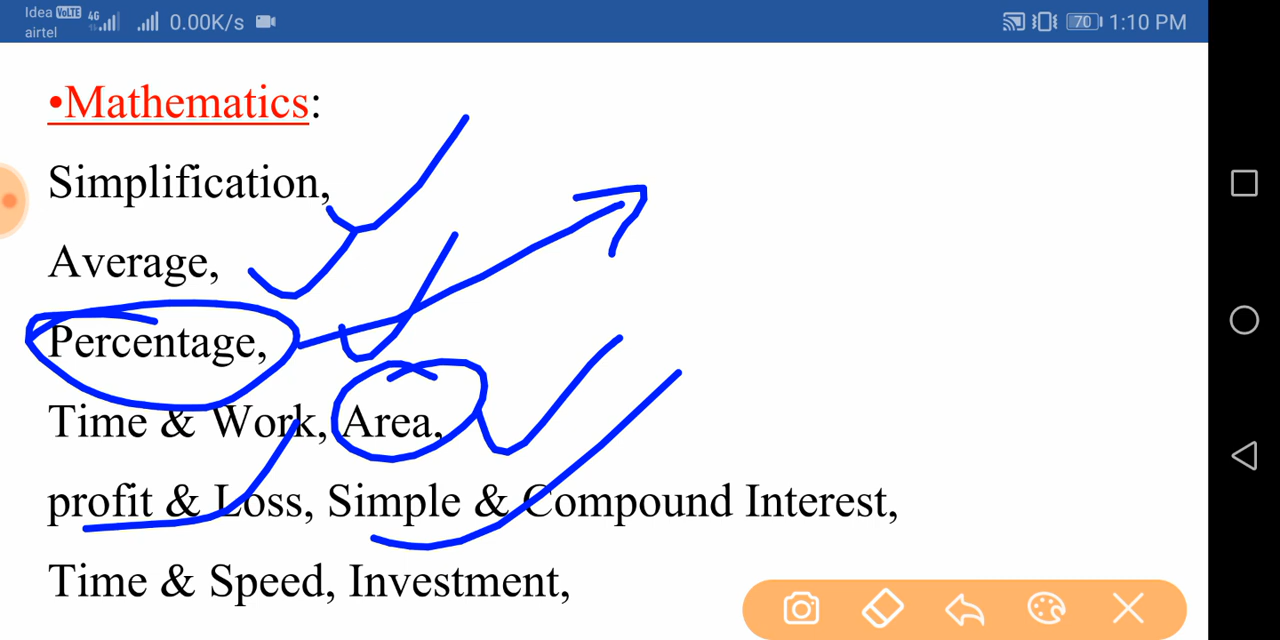 Idea VoLTE 4G 0.00K/s 70 1:10 PM
airtel
•Mathematics:
Simplification,
Average,
Percentage,
Time & Work, Area,
profit & Loss, Simple & Compound Interest,
Time & Speed, Investment,